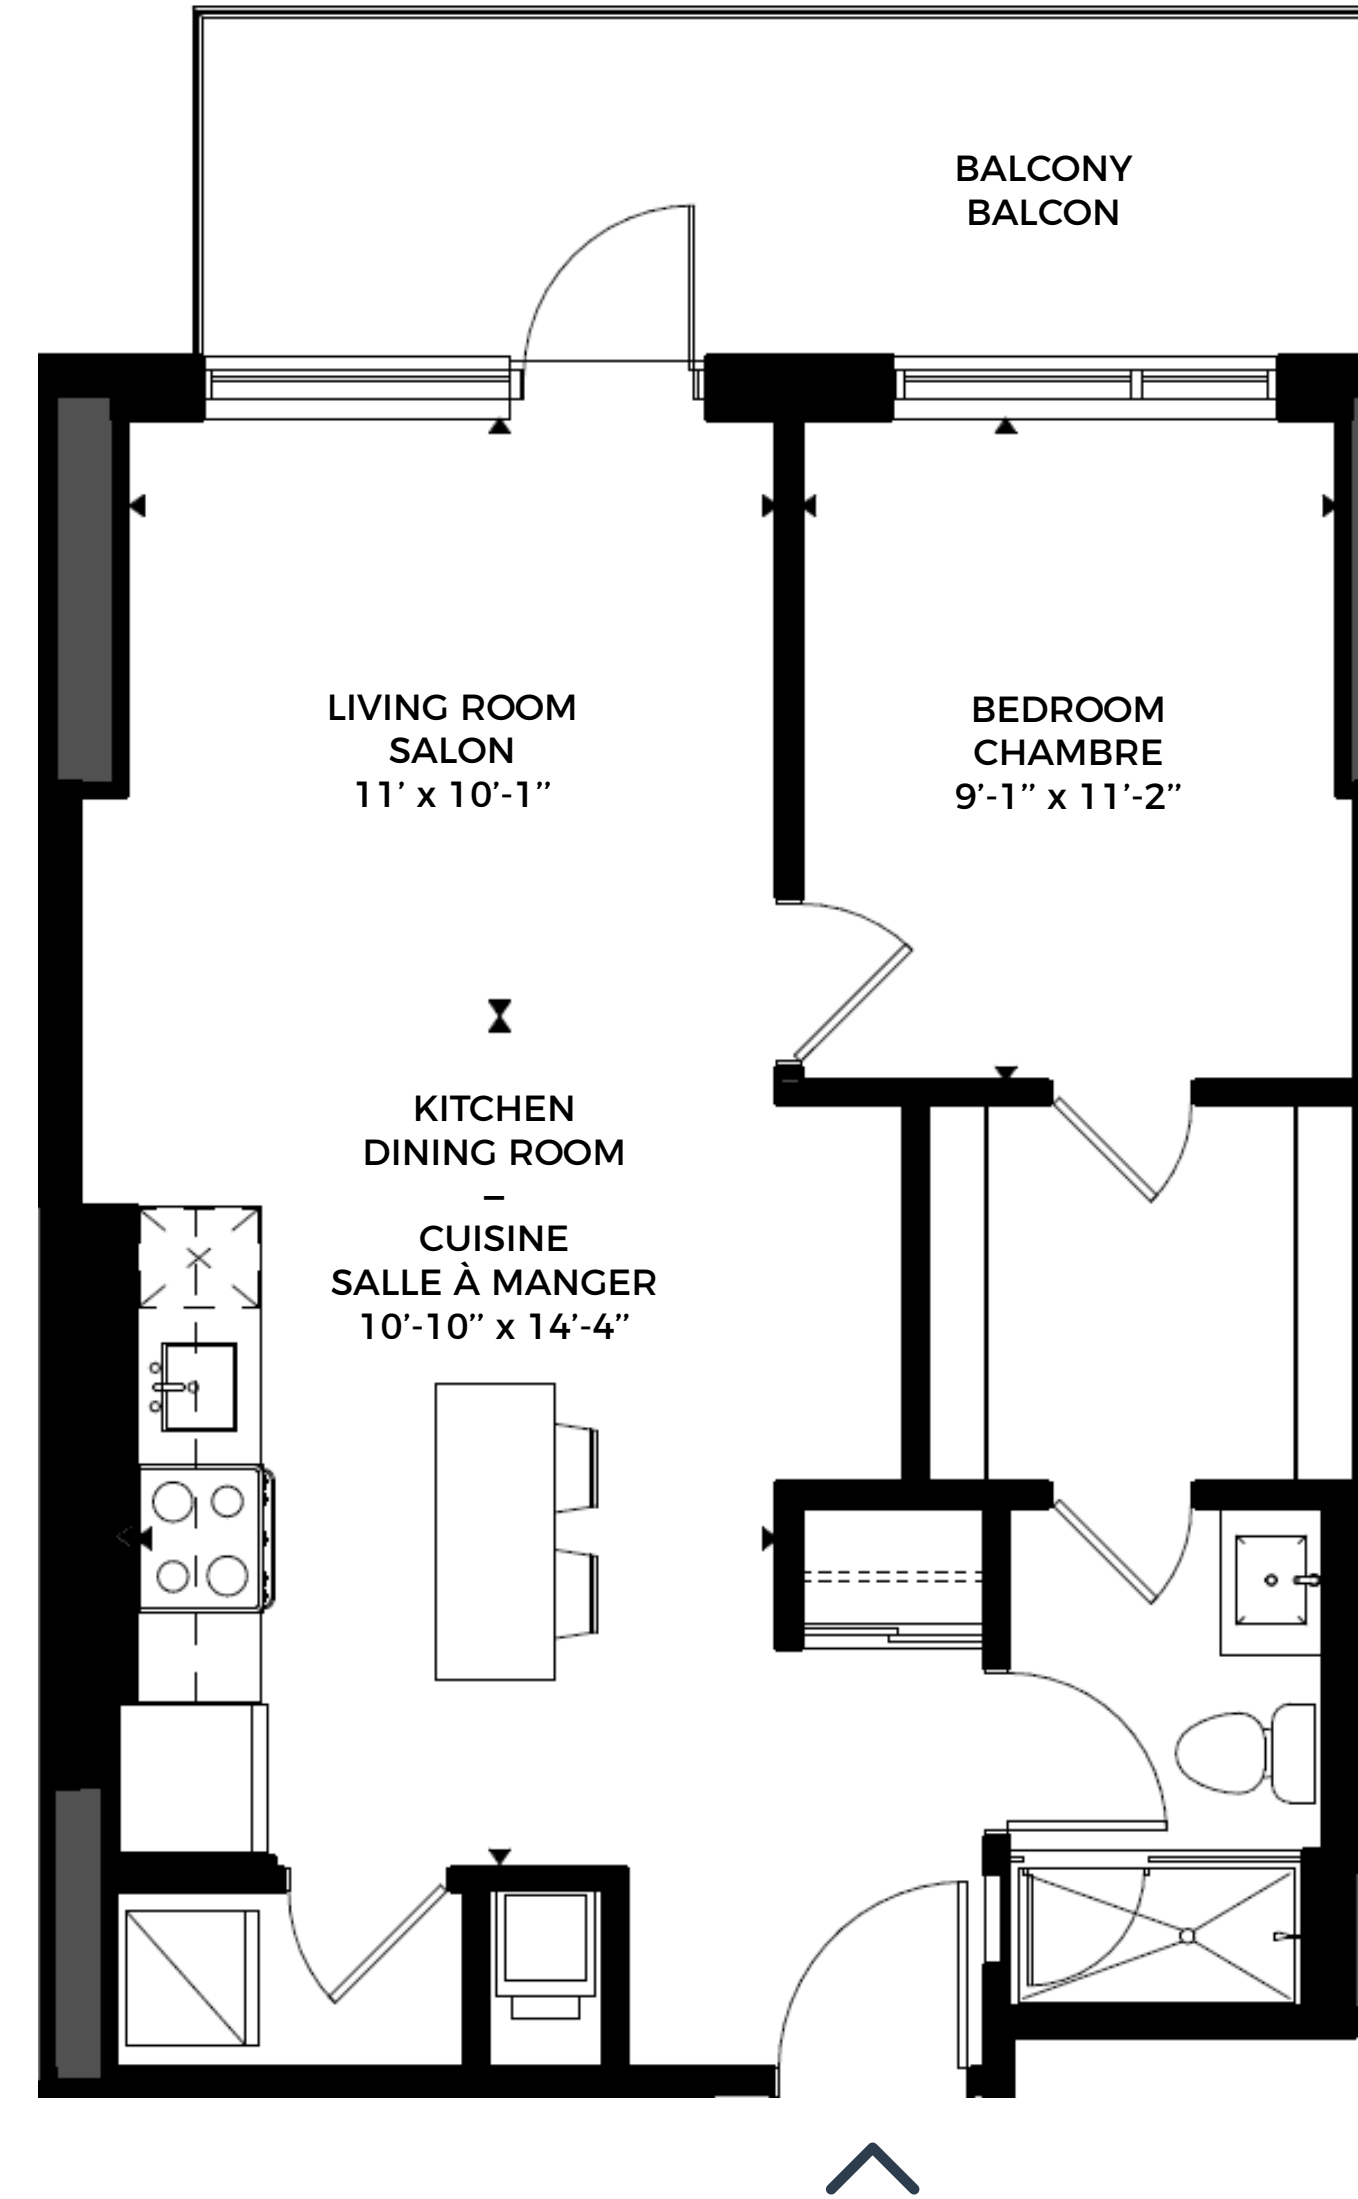 BALCONY
BALCON
LIVING ROOM
SALON
11’ x 10’-1’’
BEDROOM
CHAMBRE
9’-1’’ x 11’-2’’
KITCHEN
DINING ROOM
–
CUISINE
SALLE À MANGER
10’-10’’ x 14’-4’’